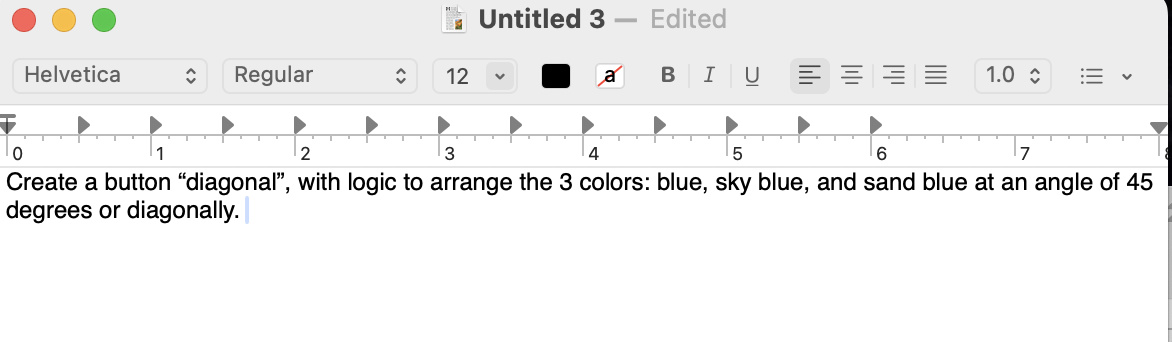 Untitled 3 — Edited
Helvetica Regular 12 a B I U 1.0
0 1 2 3 4 5 6 7 8
Create a button “diagonal”, with logic to arrange the 3 colors: blue, sky blue, and sand blue at an angle of 45
degrees or diagonally.